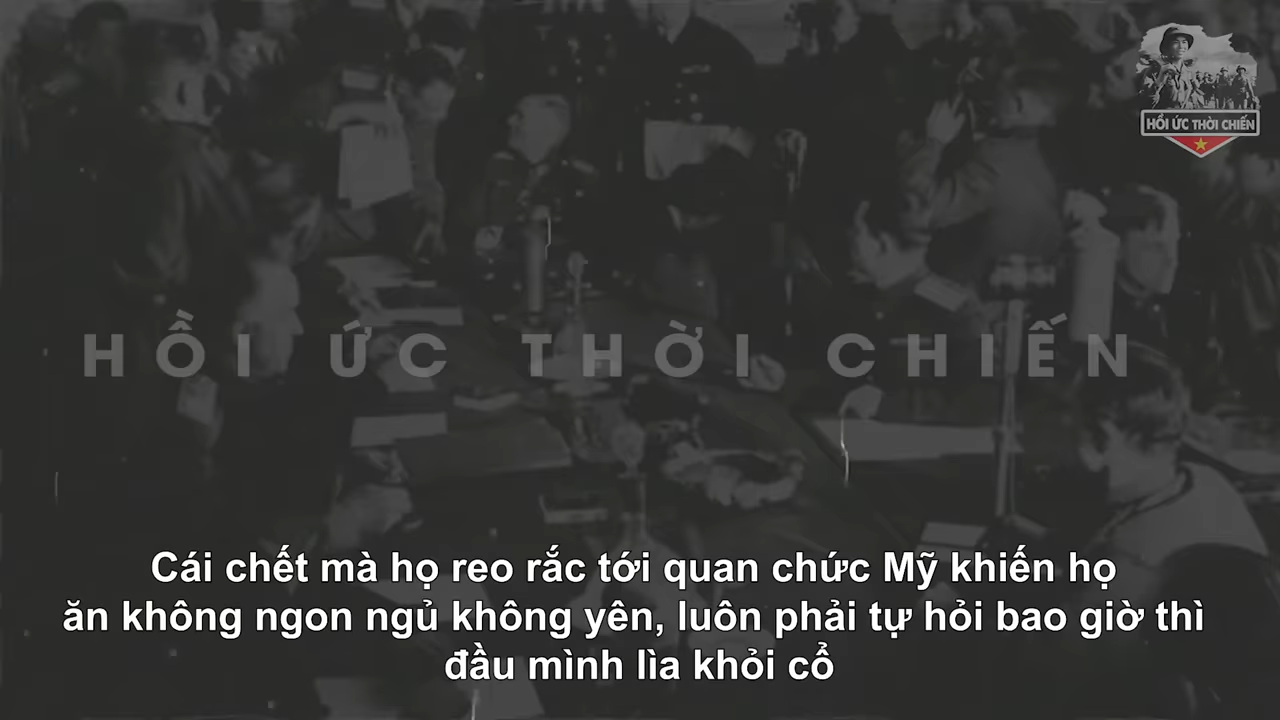 HỒI ỨC THỜI CHIẾN
HỒI ỨC THỜI CHIẾN
Cái chết mà họ reo rắc tới quan chức Mỹ khiến họ
ăn không ngon ngủ không yên, luôn phải tự hỏi bao giờ thì
đầu mình lìa khỏi cổ